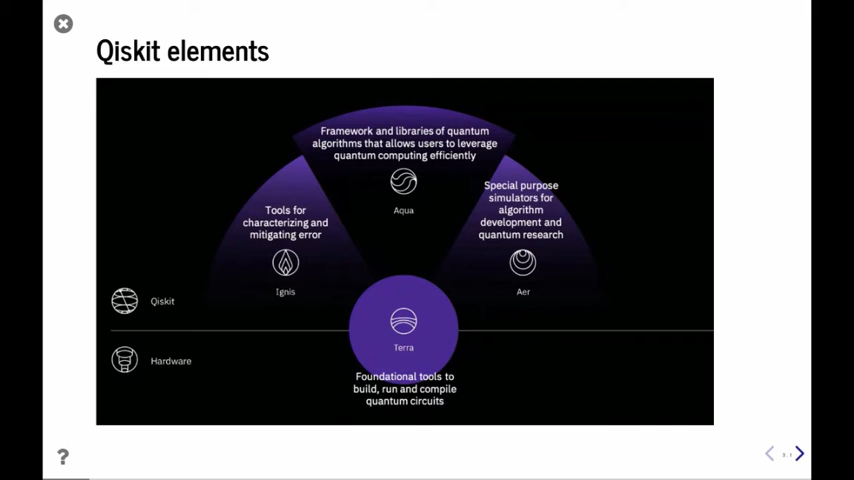 Qiskit elements
Framework and libraries of quantum
algorithms that allows users to leverage
quantum computing efficiently
Aqua
Tools for
characterizing and
mitigating error
Ignis
Special purpose
simulators for
algorithm
development and
quantum research
Aer
Qiskit
Terra
Hardware
Foundational tools to
build, run and compile
quantum circuits
?